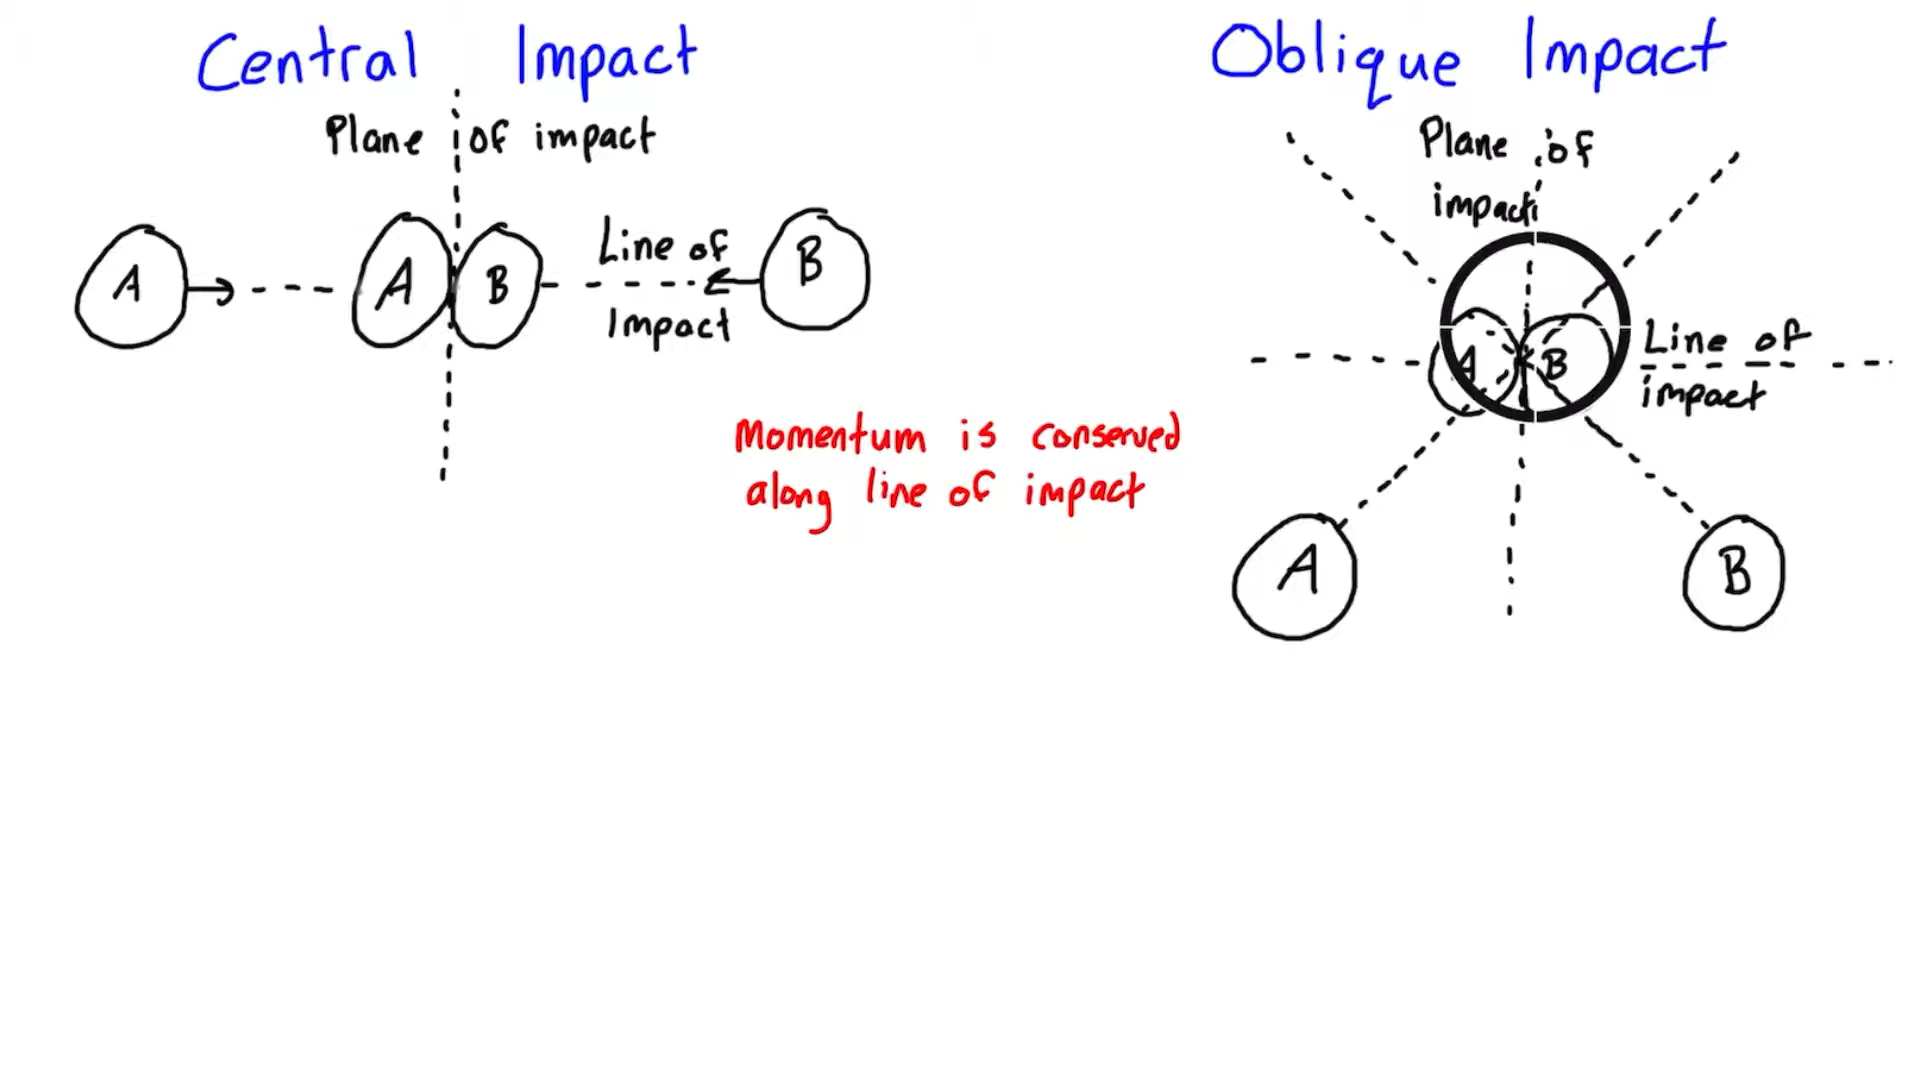 Central Impact
Plane of impact
A
A
B
Line of
Impact
B
Momentum is conserved
along line of impact
Oblique Impact
Plane of
impact
A
B
Line of
impact
A
B